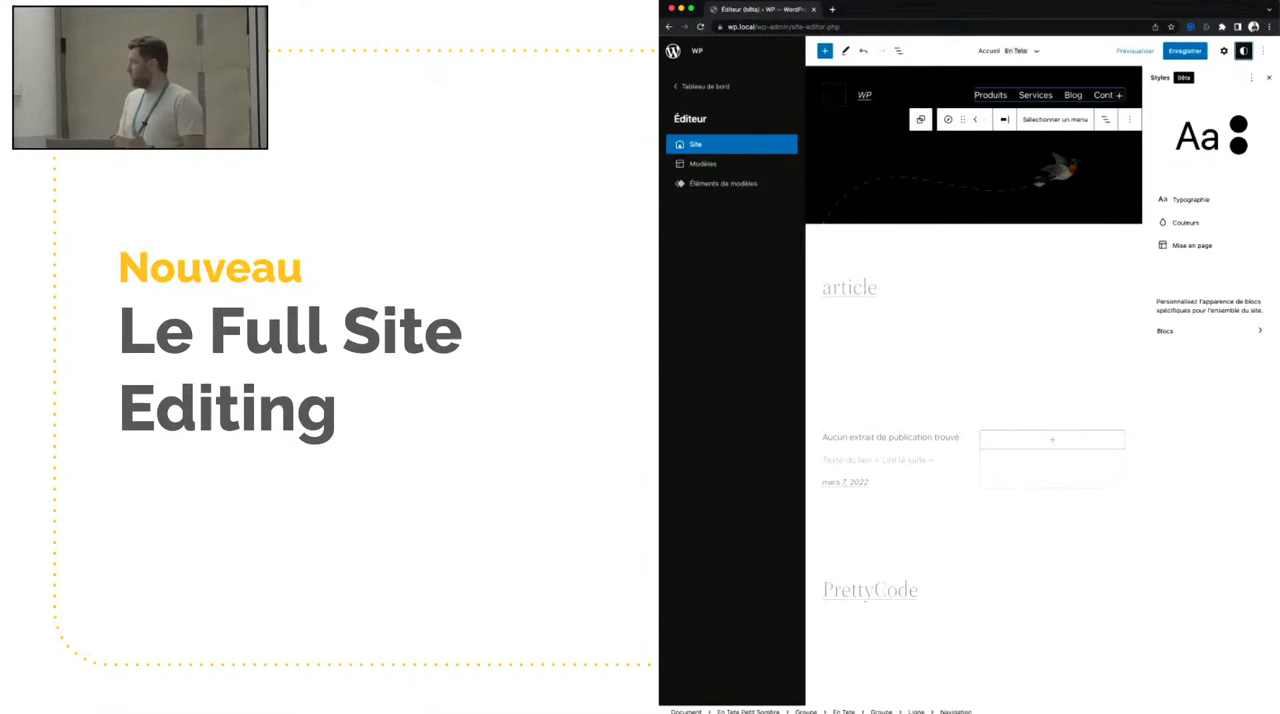 Nouveau
Le Full Site
Editing
Éditeur (bêta) ‹ WP — WordPr
wp.local/wp-admin/site-editor.php
WP
Accueil En Tete
Prévisualiser
Enregistrer
Tableau de bord
Éditeur
Site
Modèles
Éléments de modèles
WP
Produits Services Blog Cont +
Sélectionner un menu
article
Aucun extrait de publication trouvé
Texte du lien « Lire la suite »
mars 7, 2022
PrettyCode
Styles Bêta
Aa
Aa Typographie
Couleurs
Mise en page
Personnalisez l'apparence de blocs
spécifiques pour l'ensemble du site.
Blocs
Document > En Tete Petit Sombre > Groupe > En Tete > Groupe > Ligne > Navigation